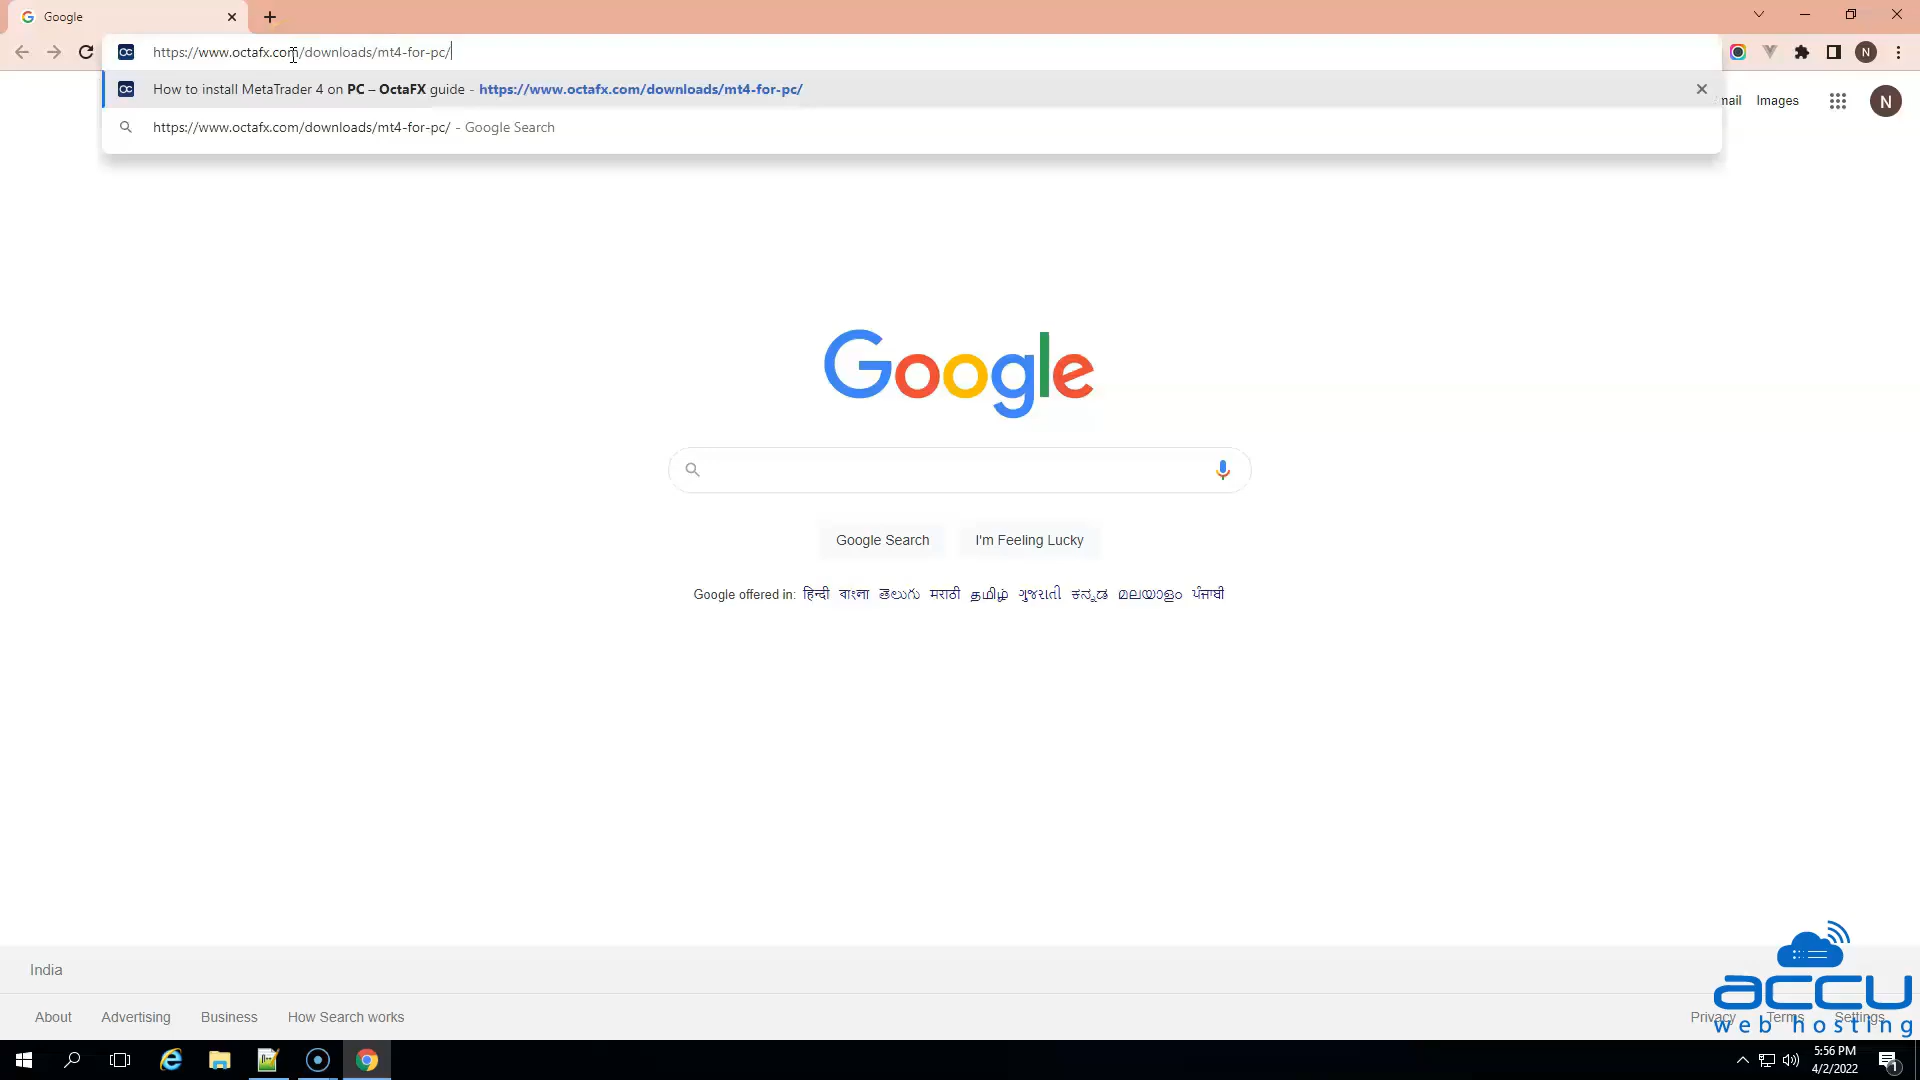 Google
https://www.octafx.com/downloads/mt4-for-pc/
How to install MetaTrader 4 on PC – OctaFX guide - https://www.octafx.com/downloads/mt4-for-pc/
https://www.octafx.com/downloads/mt4-for-pc/ - Google Search
mail Images N
Google
Google Search I'm Feeling Lucky
Google offered in: हिन्दी বাংলা తెలుగు मराठी தமிழ் ગુજરાતી ಕನ್ನಡ മലയാളം ਪੰਜਾਬੀ
India
About Advertising Business How Search works
Privacy Terms Settings
accu
web hosting
5:56 PM
4/2/2022
1